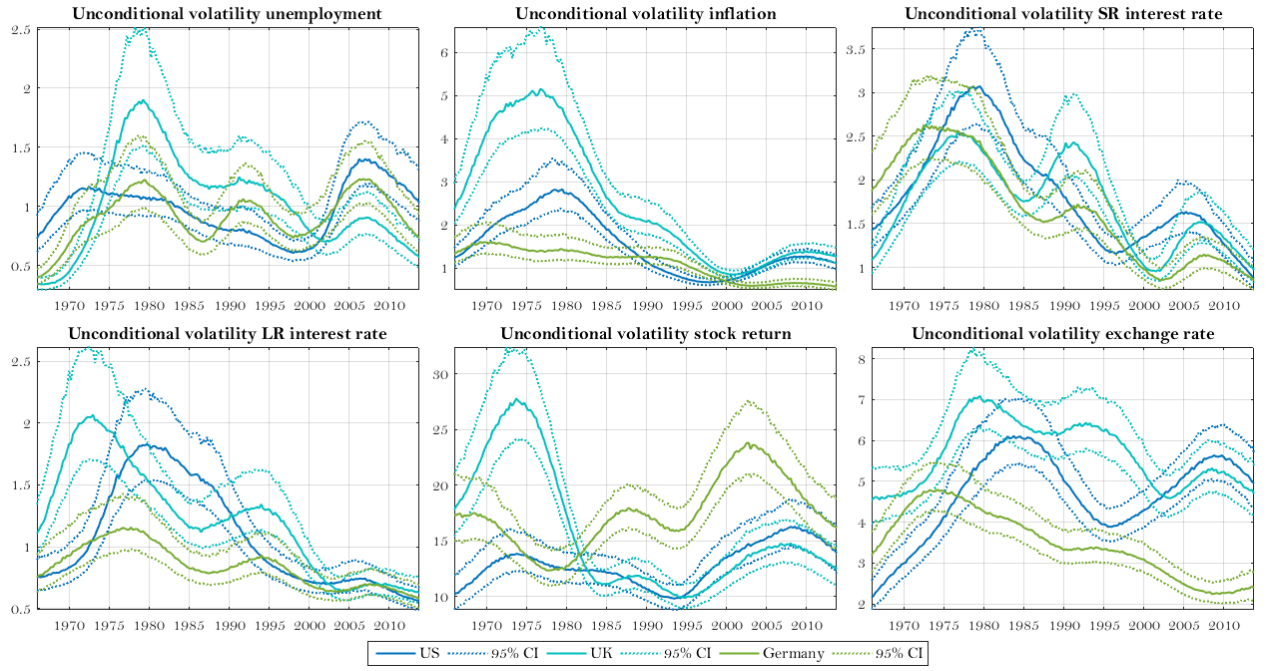 Unconditional volatility unemployment
2.5
2
1.5
1
0.5
1970 1975 1980 1985 1990 1995 2000 2005 2010
Unconditional volatility inflation
6
5
4
3
2
1
1970 1975 1980 1985 1990 1995 2000 2005 2010
Unconditional volatility SR interest rate
3.5
3
2.5
2
1.5
1
1970 1975 1980 1985 1990 1995 2000 2005 2010
Unconditional volatility LR interest rate
2.5
2
1.5
1
0.5
1970 1975 1980 1985 1990 1995 2000 2005 2010
Unconditional volatility stock return
30
25
20
15
10
1970 1975 1980 1985 1990 1995 2000 2005 2010
Unconditional volatility exchange rate
8
7
6
5
4
3
2
1970 1975 1980 1985 1990 1995 2000 2005 2010
US 95% CI UK 95% CI Germany 95% CI